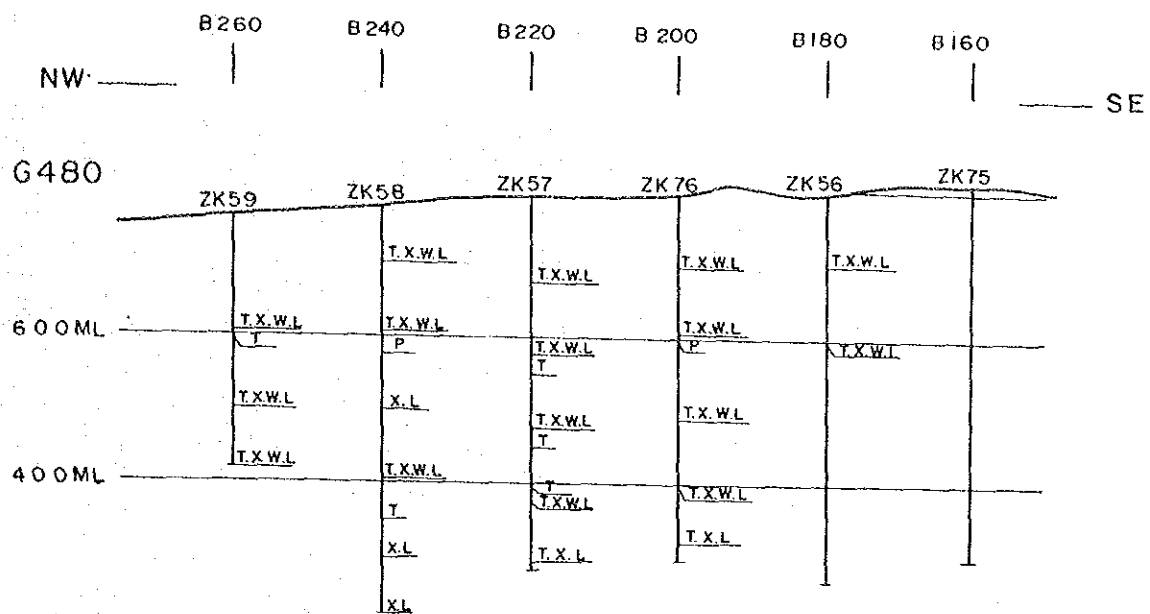 B260 B240 B220 B200 B180 B160
NW SE
G480
ZK59 ZK58 ZK57 ZK76 ZK56 ZK75
T.X.W.L T.X.W.L T.X.W.L
T.X.W.L
600ML T.X.W.L T.X.W.L T.X.W.L
T P T.X.W.L P T.X.W.L
T
T.X.W.L X.L T.X.W.L T.X.W.L
T
400ML T.X.W.L T.X.W.L
T T.X.W.L
T T.X.W.L
X.L T.X.L T.X.L
X.L